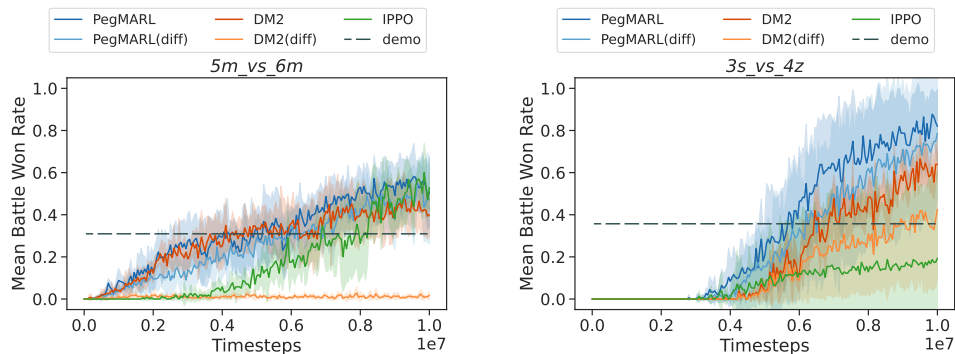 PegMARL DM2 IPPO
PegMARL(diff) DM2(diff) demo
5m_vs_6m
Mean Battle Won Rate
1.0
0.8
0.6
0.4
0.2
0.0
0.0 0.2 0.4 0.6 0.8 1.0
Timesteps 1e7
PegMARL DM2 IPPO
PegMARL(diff) DM2(diff) demo
3s_vs_4z
Mean Battle Won Rate
1.0
0.8
0.6
0.4
0.2
0.0
0.0 0.2 0.4 0.6 0.8 1.0
Timesteps 1e7